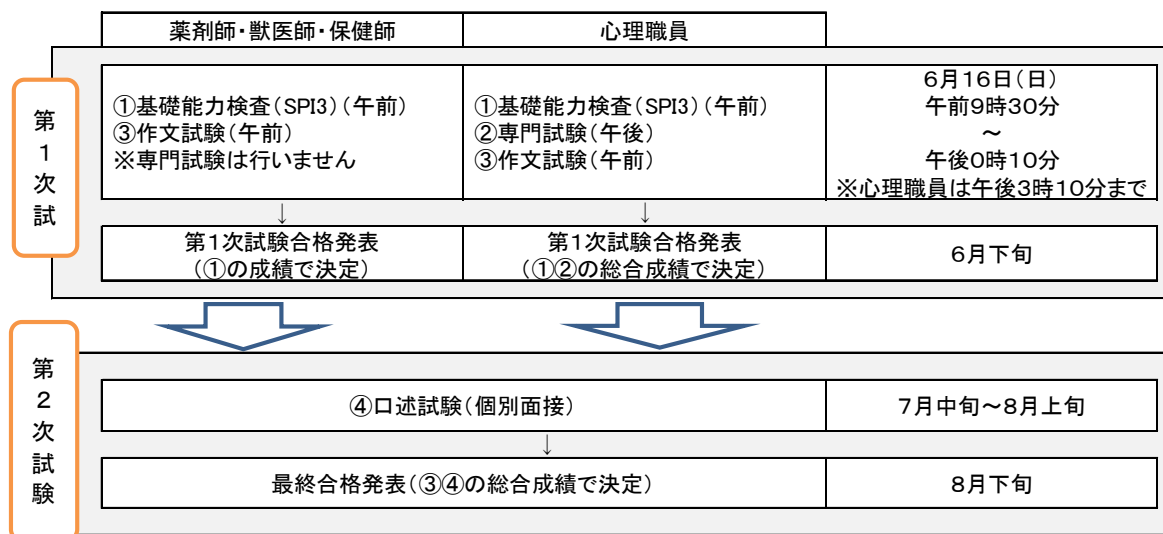 薬剤師・獣医師・保健師
心理職員
第1次試
①基礎能力検査(SPI3)(午前)
③作文試験(午前)
※専門試験は行いません
①基礎能力検査(SPI3)(午前)
②専門試験(午後)
③作文試験(午前)
6月16日(日)
午前9時30分
~
午後0時10分
※心理職員は午後3時10分まで
↓
↓
第1次試験合格発表
(①の成績で決定)
第1次試験合格発表
(①②の総合成績で決定)
6月下旬
第2次試験
④口述試験(個別面接)
7月中旬~8月上旬
↓
最終合格発表(③④の総合成績で決定)
8月下旬